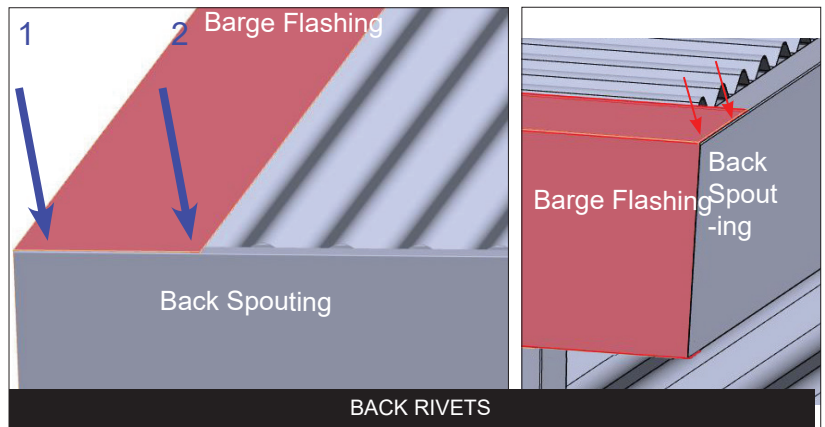 Barge Flashing
1
2
Back Spouting
Barge Flashing
Back
Spout
-ing
BACK RIVETS